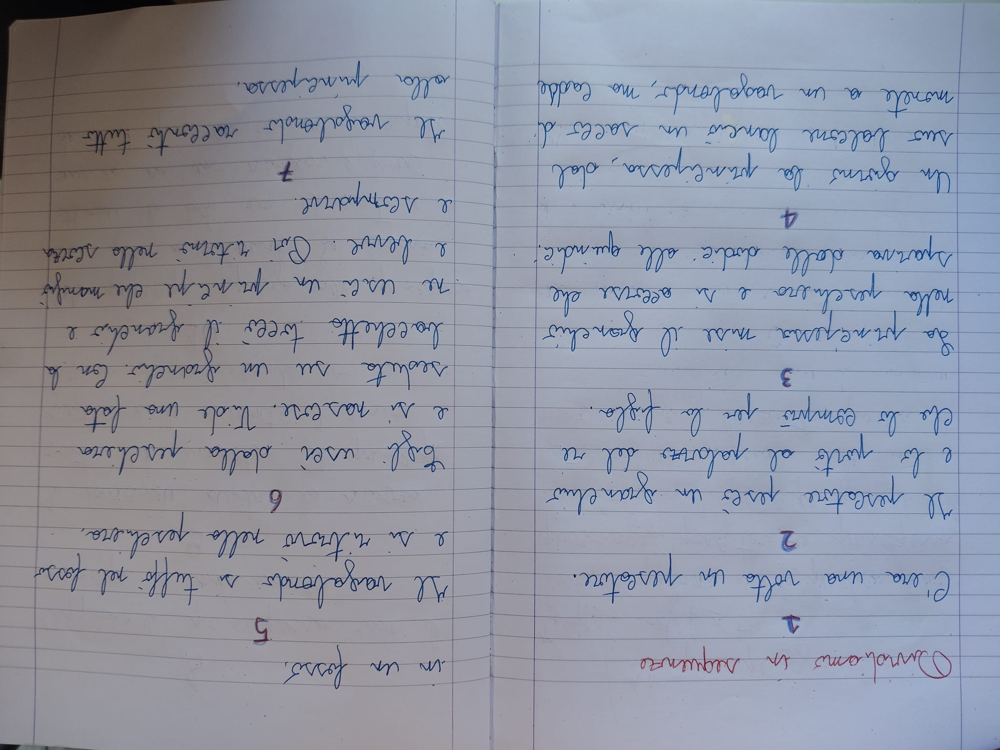 Dividiamo in sequenze
1
C'era una volta un pescatore.
2
Il pescatore pescò un granchio
e lo portò al palazzo del re
che lo comprò per la figlia.
3
La principessa mise il granchio
nella peschiera e si accorse che
spariva dalle dodici alle quindici.
4
Un giorno la principessa, dal
suo balcone lanciò un sacco di
monete a un vagabondo, ma cadde
in un fosso.
5
Il vagabondo si tuffò nel fosso
e si ritrovò nella peschiera.
6
Egli uscì dalla peschiera
e si nascose. Vide una fata
seduta su un granchio. Con la
bacchetta toccò il granchio e
ne uscì un principe che mangiò
e bevve. Poi ritornò nella scorza
e scomparve.
7
Il vagabondo raccontò tutto
alla principessa.